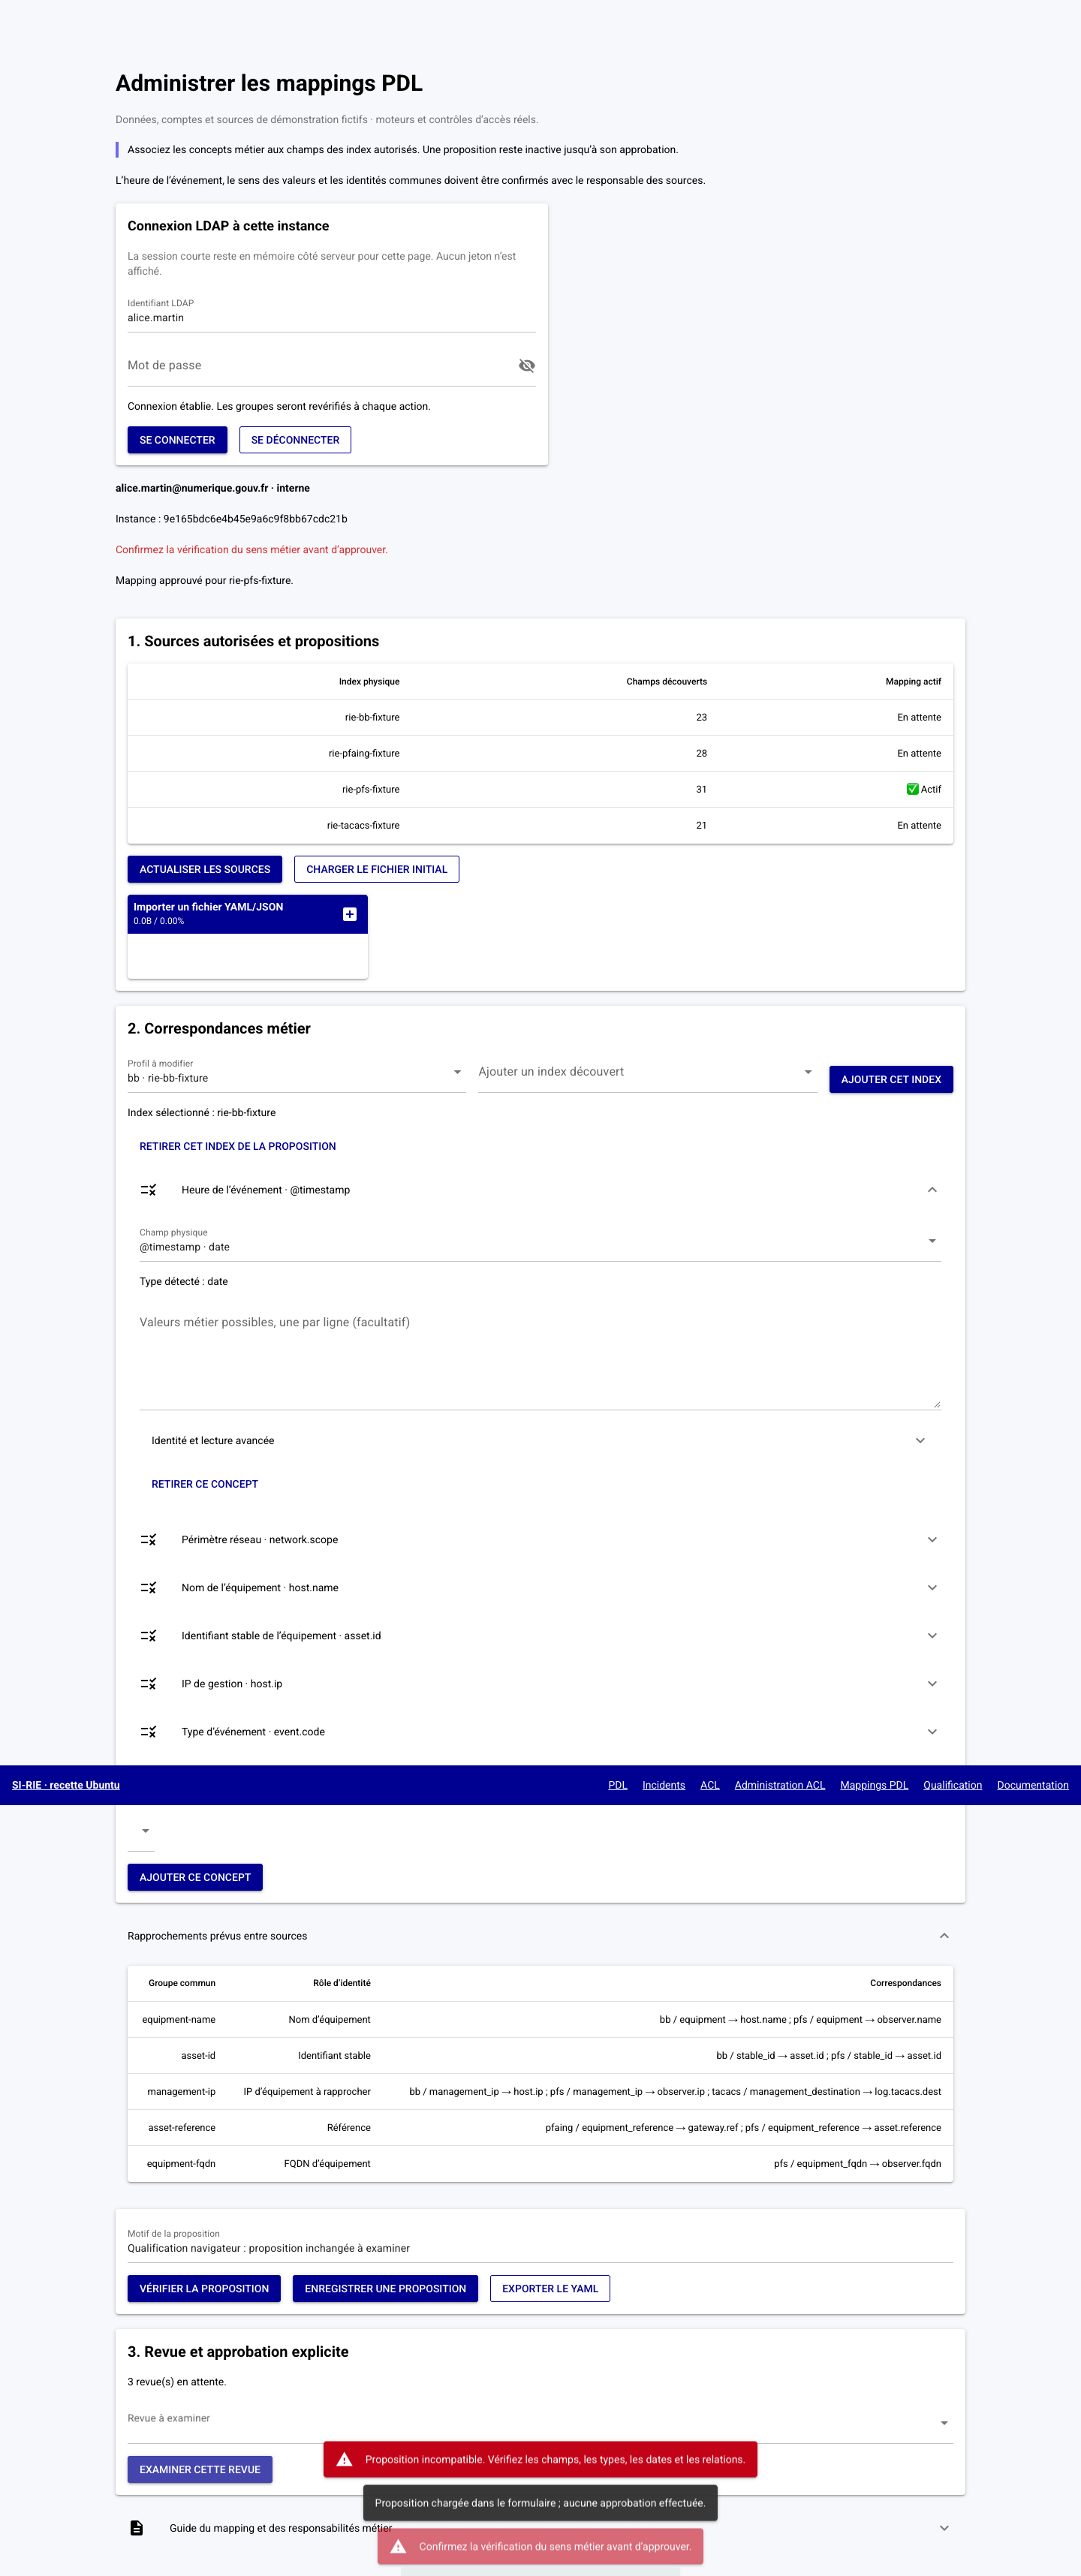 Administrer les mappings PDL
Données, comptes et sources de démonstration fictifs · moteurs et contrôles d’accès réels.
Associez les concepts métier aux champs des index autorisés. Une proposition reste inactive jusqu’à son approbation.
L’heure de l’événement, le sens des valeurs et les identités communes doivent être confirmés avec le responsable des sources.
Connexion LDAP à cette instance
La session courte reste en mémoire côté serveur pour cette page. Aucun jeton n’est
affiché.
Identifiant LDAP
alice.martin
Mot de passe
Connexion établie. Les groupes seront revérifiés à chaque action.
SE CONNECTER SE DÉCONNECTER
alice.martin@numerique.gouv.fr · interne
Instance : 9e165bdc6e4b45e9a6c9f8bb67cdc21b
Confirmez la vérification du sens métier avant d’approuver.
Mapping approuvé pour rie-pfs-fixture.
1. Sources autorisées et propositions
Index physique Champs découverts Mapping actif
rie-bb-fixture 23 En attente
rie-pfaing-fixture 28 En attente
rie-pfs-fixture 31 ✅ Actif
rie-tacacs-fixture 21 En attente
ACTUALISER LES SOURCES CHARGER LE FICHIER INITIAL
Importer un fichier YAML/JSON
0.0B / 0.00%
2. Correspondances métier
Profil à modifier
bb · rie-bb-fixture Ajouter un index découvert AJOUTER CET INDEX
Index sélectionné : rie-bb-fixture
RETIRER CET INDEX DE LA PROPOSITION
Heure de l’événement · @timestamp
Champ physique
@timestamp · date
Type détecté : date
Valeurs métier possibles, une par ligne (facultatif)
Identité et lecture avancée
RETIRER CE CONCEPT
Périmètre réseau · network.scope
Nom de l’équipement · host.name
Identifiant stable de l’équipement · asset.id
IP de gestion · host.ip
Type d’événement · event.code
SI-RIE · recette Ubuntu PDL Incidents ACL Administration ACL Mappings PDL Qualification Documentation
AJOUTER CE CONCEPT
Rapprochements prévus entre sources
Groupe commun Rôle d’identité Correspondances
equipment-name Nom d’équipement bb / equipment → host.name ; pfs / equipment → observer.name
asset-id Identifiant stable bb / stable_id → asset.id ; pfs / stable_id → asset.id
management-ip IP d’équipement à rapprocher bb / management_ip → host.ip ; pfs / management_ip → observer.ip ; tacacs / management_destination → log.tacacs.dest
asset-reference Référence pfaing / equipment_reference → gateway.ref ; pfs / equipment_reference → asset.reference
equipment-fqdn FQDN d’équipement pfs / equipment_fqdn → observer.fqdn
Motif de la proposition
Qualification navigateur : proposition inchangée à examiner
VÉRIFIER LA PROPOSITION ENREGISTRER UNE PROPOSITION EXPORTER LE YAML
3. Revue et approbation explicite
3 revue(s) en attente.
Revue à examiner
Proposition incompatible. Vérifiez les champs, les types, les dates et les relations.
EXAMINER CETTE REVUE
Proposition chargée dans le formulaire ; aucune approbation effectuée.
Guide du mapping et des responsabilités métier
Confirmez la vérification du sens métier avant d’approuver.